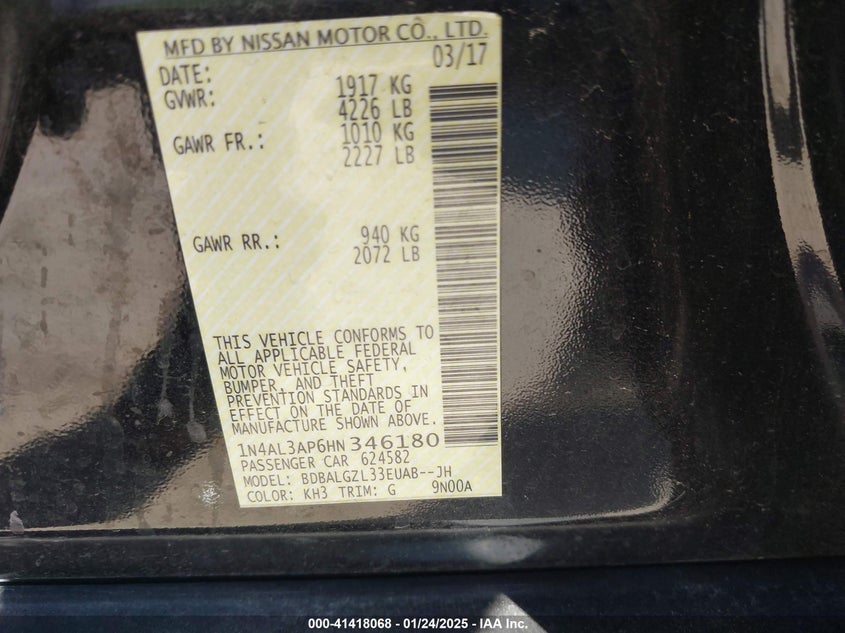 MFD BY NISSAN MOTOR CO., LTD.
DATE: 03/17
GVWR: 1917 KG
4226 LB
GAWR FR.: 1010 KG
2227 LB
GAWR RR.: 940 KG
2072 LB
THIS VEHICLE CONFORMS TO
ALL APPLICABLE FEDERAL
MOTOR VEHICLE SAFETY,
BUMPER, AND THEFT
PREVENTION STANDARDS IN
EFFECT ON THE DATE OF
MANUFACTURE SHOWN ABOVE.
1N4AL3AP6HN346180
PASSENGER CAR 624582
MODEL: BDBALGZL33EUAB--JH
COLOR: KH3 TRIM: G 9N00A
000-41418068 - 01/24/2025 - IAA Inc.